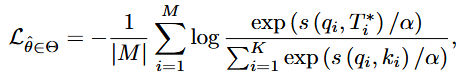 \mathcal{L}_{\hat{\theta} \in \Theta} = -\frac{1}{|M|} \sum_{i=1}^{M} \log \frac{\exp\left(s\left(q_i, T_i^*\right)/\alpha\right)}{\sum_{i=1}^{K} \exp\left(s\left(q_i, k_i\right)/\alpha\right)},